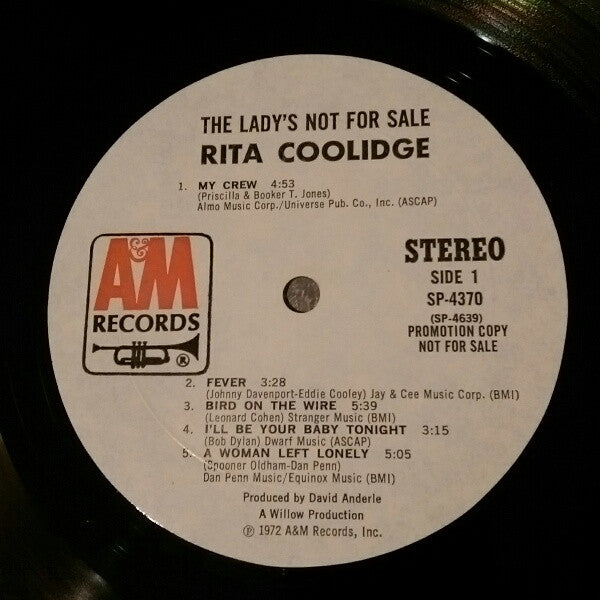 THE LADY'S NOT FOR SALE
RITA COOLIDGE
1. MY CREW 4:53
(Priscilla & Booker T. Jones)
Almo Music Corp./Universe Pub. Co., Inc. (ASCAP)
A&M
RECORDS
®
STEREO
SIDE 1
SP-4370
(SP-4639)
PROMOTION COPY
NOT FOR SALE
2. FEVER 3:28
(Johnny Davenport-Eddie Cooley) Jay & Cee Music Corp. (BMI)
3. BIRD ON THE WIRE 5:39
(Leonard Cohen) Stranger Music (BMI)
4. I'LL BE YOUR BABY TONIGHT 3:15
(Bob Dylan) Dwarf Music (ASCAP)
5. A WOMAN LEFT LONELY 5:05
(Spooner Oldham-Dan Penn)
Dan Penn Music/Equinox Music (BMI)
Produced by David Anderle
A Willow Production
℗ 1972 A&M Records, Inc.